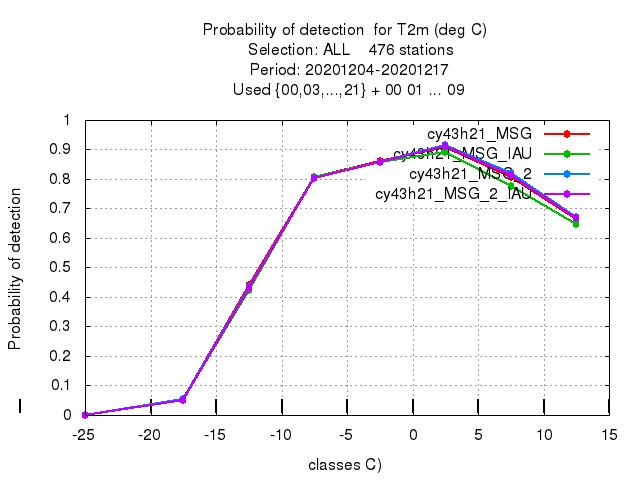 Probability of detection  for T2m (deg C)
Selection: ALL    476 stations
Period: 20201204-20201217
Used {00,03,...,21} + 00 01 ... 09
Probability of detection
1
0.9
0.8
0.7
0.6
0.5
0.4
0.3
0.2
0.1
0
cy43h21_MSG
cy43h21_MSG_IAU
cy43h21_MSG_2
cy43h21_MSG_2_IAU
-25 -20 -15 -10 -5 0 5 10 15
classes C)